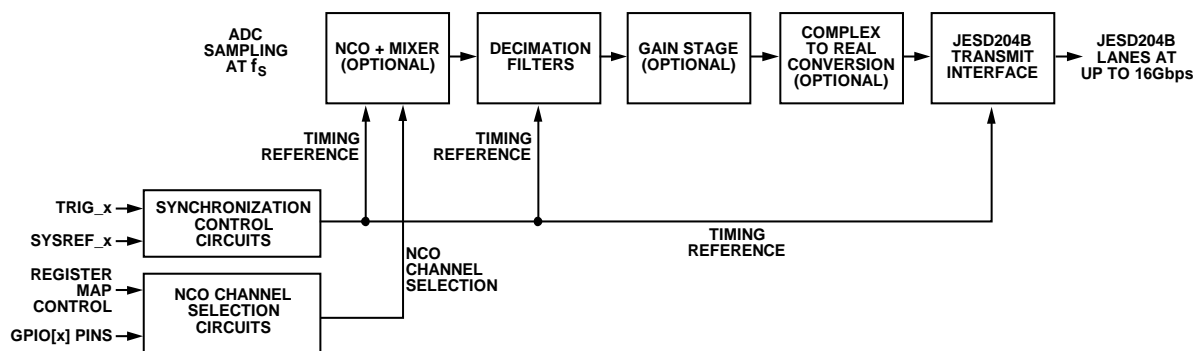 ADC
SAMPLING
AT fS
NCO + MIXER
(OPTIONAL)
DECIMATION
FILTERS
GAIN STAGE
(OPTIONAL)
COMPLEX
TO REAL
CONVERSION
(OPTIONAL)
JESD204B
TRANSMIT
INTERFACE
JESD204B
LANES AT
UP TO 16Gbps
TIMING
REFERENCE
TIMING
REFERENCE
TRIG_x
SYSREF_x
SYNCHRONIZATION
CONTROL
CIRCUITS
TIMING
REFERENCE
NCO
CHANNEL
SELECTION
REGISTER
MAP
CONTROL
GPIO[x] PINS
NCO CHANNEL
SELECTION
CIRCUITS